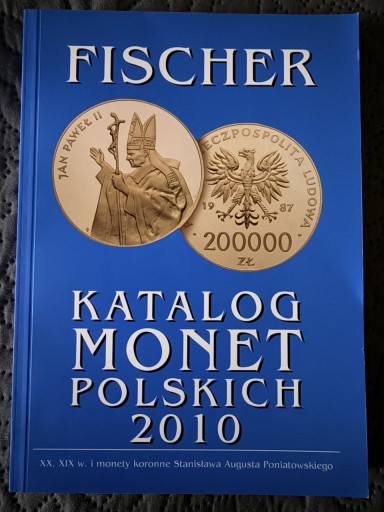 FISCHER
JAN PAWEŁ II
RZECZPOSPOLITA LUDOWA
19 87
200000
ZŁ
KATALOG
MONET
POLSKICH
2010
XX, XIX w. i monety koronne Stanisława Augusta Poniatowskiego